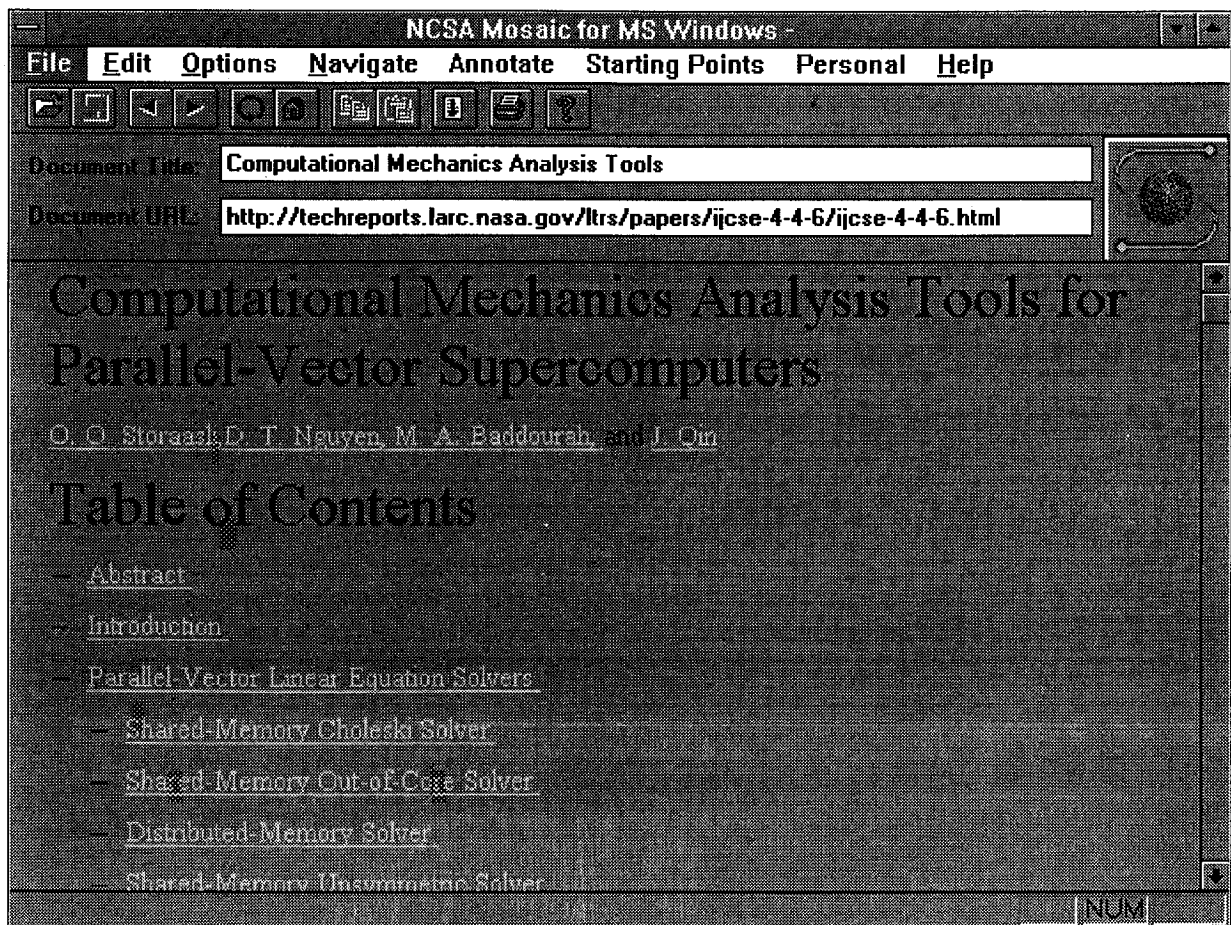 NCSA Mosaic for MS Windows -
File Edit Options Navigate Annotate Starting Points Personal Help
Document Title: Computational Mechanics Analysis Tools
Document URL: http://techreports.larc.nasa.gov/ltrs/papers/ijcse-4-4-6/ijcse-4-4-6.html
Computational Mechanics Analysis Tools for
Parallel-Vector Supercomputers
O. O. Storaasli, D. T. Nguyen, M. A. Baddourah, and J. Qin
Table of Contents
– Abstract
– Introduction
– Parallel-Vector Linear Equation Solvers
– Shared-Memory Choleski Solver
– Shared-Memory Out-of-Core Solver
– Distributed-Memory Solver
– Shared-Memory Unsymmetric Solver
NUM